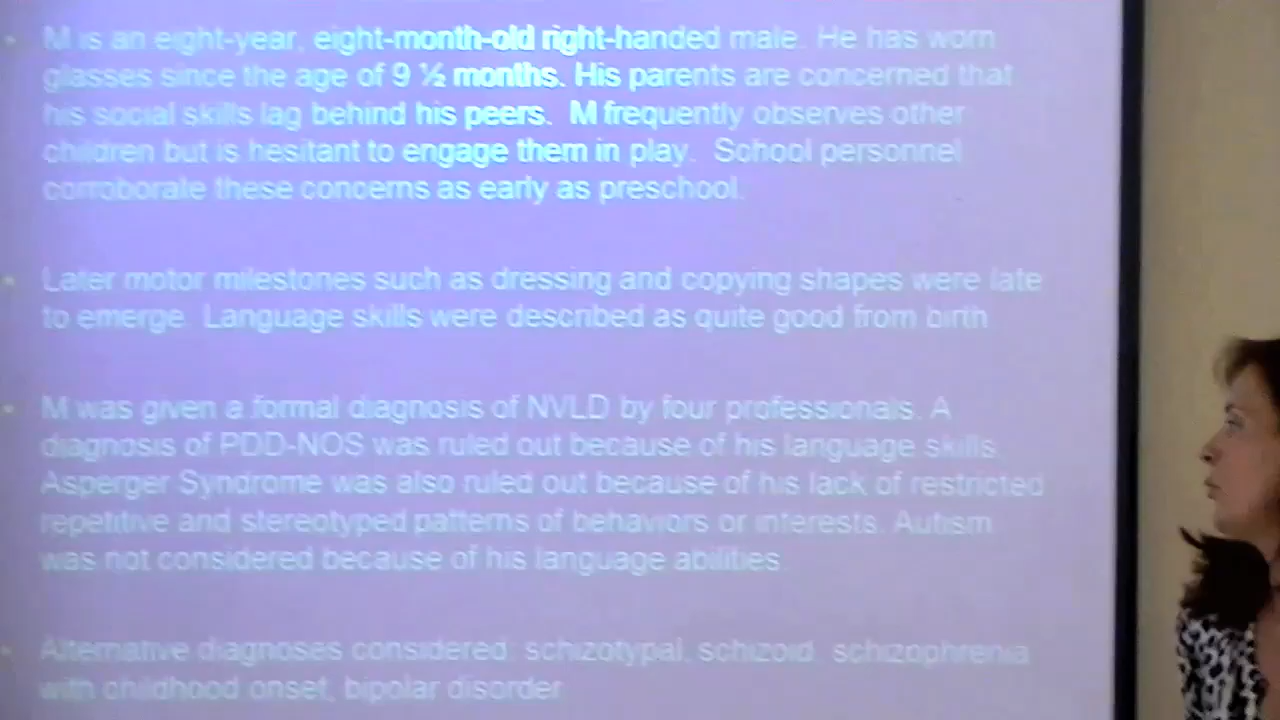 M is an eight-year, eight-month-old right-handed male. He has worn
glasses since the age of 9 ½ months. His parents are concerned that
his social skills lag behind his peers. M frequently observes other
children but is hesitant to engage them in play. School personnel
corroborate these concerns as early as preschool.
Later motor milestones such as dressing and copying shapes were late
to emerge. Language skills were described as quite good from birth.
M was given a formal diagnosis of NVLD by four professionals. A
diagnosis of PDD-NOS was ruled out because of his language skills.
Asperger Syndrome was also ruled out because of his lack of restricted
repetitive and stereotyped patterns of behaviors or interests. Autism
was not considered because of his language abilities.
Alternative diagnoses considered: schizotypal, schizoid, schizophrenia
with childhood onset, bipolar disorder